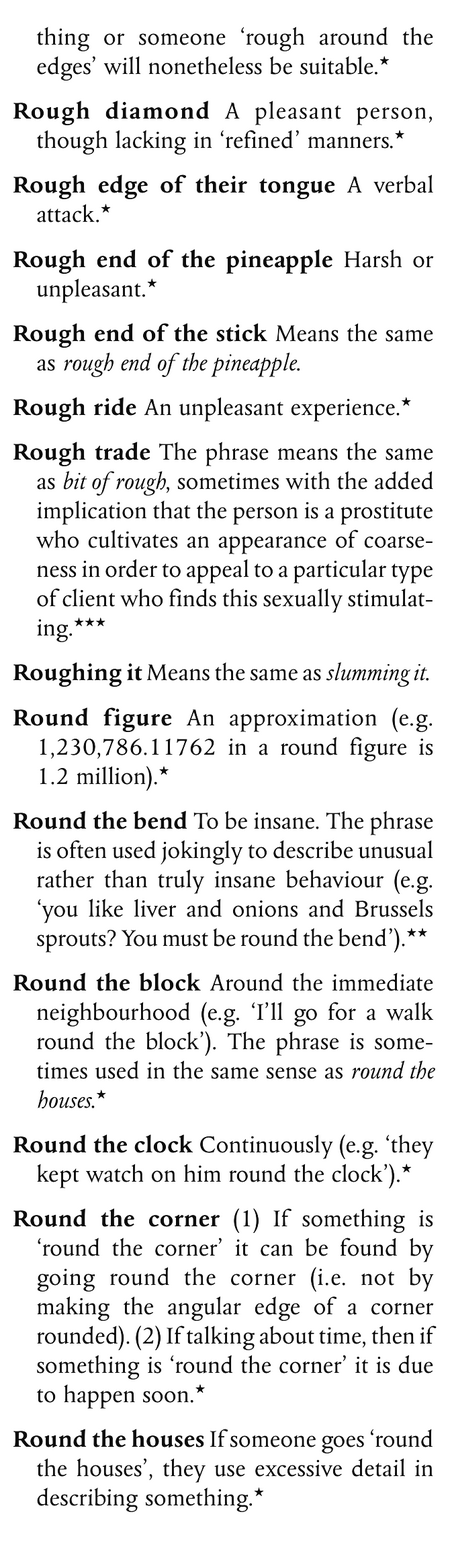 thing or someone ‘rough around the
edges’ will nonetheless be suitable.★
Rough diamond A pleasant person,
though lacking in ‘refined’ manners.★
Rough edge of their tongue A verbal
attack.★
Rough end of the pineapple Harsh or
unpleasant.★
Rough end of the stick Means the same
as rough end of the pineapple.
Rough ride An unpleasant experience.★
Rough trade The phrase means the same
as bit of rough, sometimes with the added
implication that the person is a prostitute
who cultivates an appearance of coarse-
ness in order to appeal to a particular type
of client who finds this sexually stimulat-
ing.★★★
Roughing it Means the same as slumming it.
Round figure An approximation (e.g.
1,230,786.11762 in a round figure is
1.2 million).★
Round the bend To be insane. The phrase
is often used jokingly to describe unusual
rather than truly insane behaviour (e.g.
‘you like liver and onions and Brussels
sprouts? You must be round the bend’).★★
Round the block Around the immediate
neighbourhood (e.g. ‘I’ll go for a walk
round the block’). The phrase is some-
times used in the same sense as round the
houses.★
Round the clock Continuously (e.g. ‘they
kept watch on him round the clock’).★
Round the corner (1) If something is
‘round the corner’ it can be found by
going round the corner (i.e. not by
making the angular edge of a corner
rounded). (2) If talking about time, then if
something is ‘round the corner’ it is due
to happen soon.★
Round the houses If someone goes ‘round
the houses’, they use excessive detail in
describing something.★